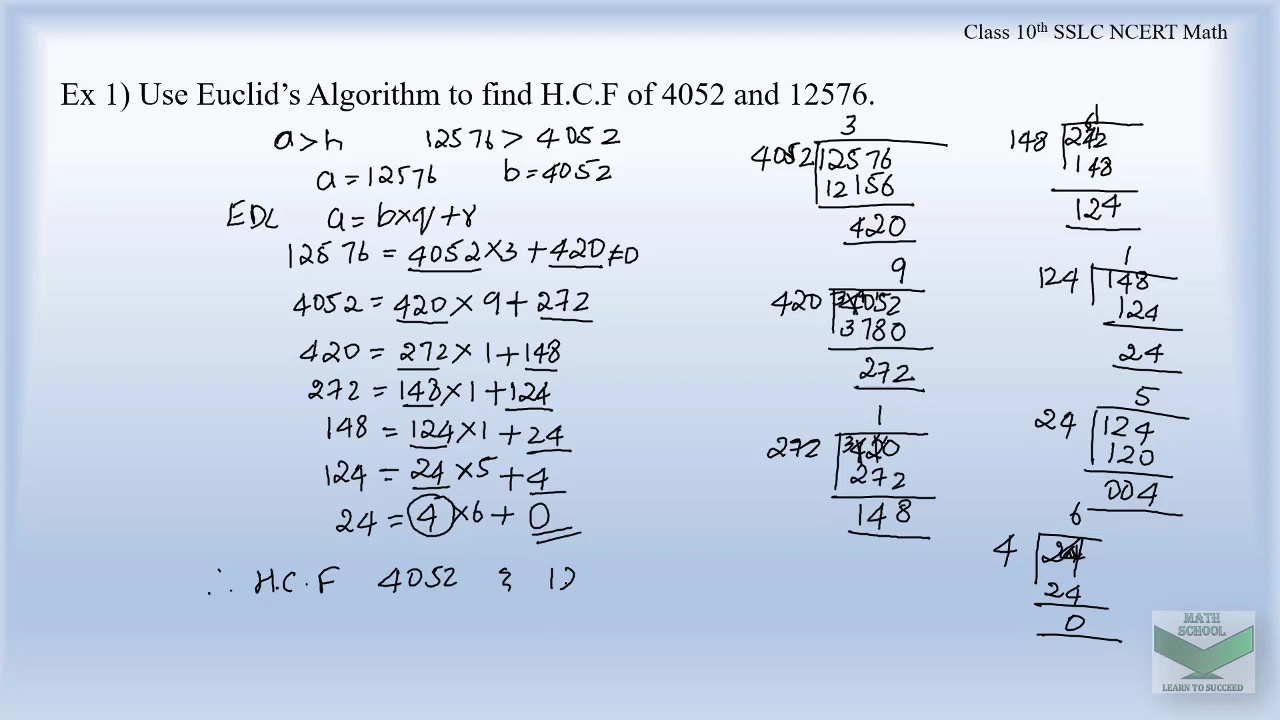 Class 10th SSLC NCERT Math
Ex 1) Use Euclid's Algorithm to find H.C.F of 4052 and 12576.
a>h 12576 > 4052
a = 12576 b = 4052
EDL a = b×q+r
12576 = 4052×3 + 420≠0
4052 = 420 × 9 + 272
420 = 272 × 1 + 148
272 = 148 × 1 + 124
148 = 124 × 1 + 24
124 = 24 × 5 + 4
24 = 4 × 6 + 0
∴ H.C.F 4052 & 12
3
4052 12576
12156
420
9
420 4052
3780
272
1
272 420
272
148
1
148 272
148
124
1
124 148
124
24
5
24 124
120
004
6
4 24
24
0
MATH
SCHOOL
LEARN TO SUCCEED